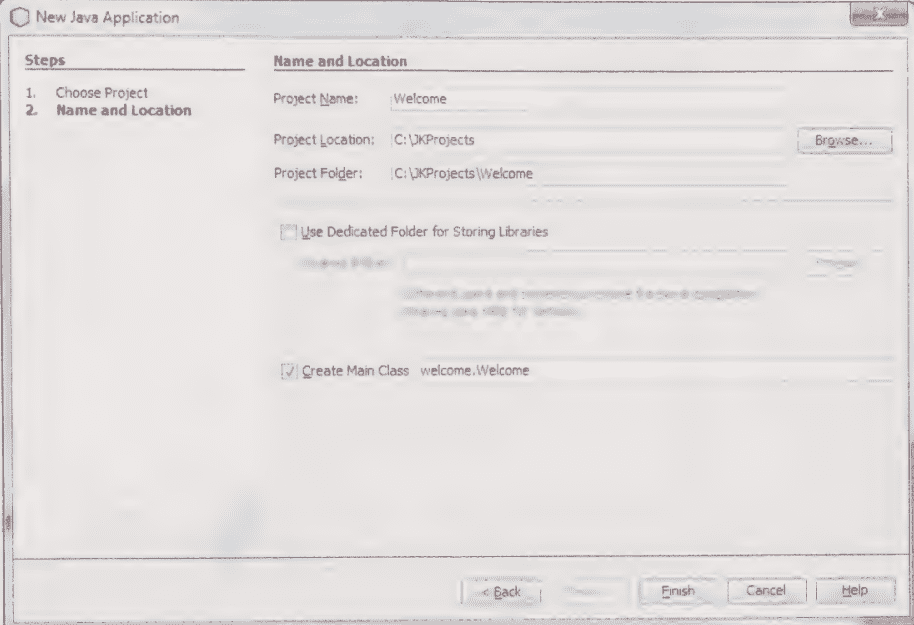 New Java Application
Steps
1. Choose Project
2. Name and Location
Name and Location
Project Name: Welcome
Project Location: C:\JKProjects
Browse...
Project Folder: C:\JKProjects\Welcome
Use Dedicated Folder for Storing Libraries
Create Main Class welcome.Welcome
< Back
Finish
Cancel
Help